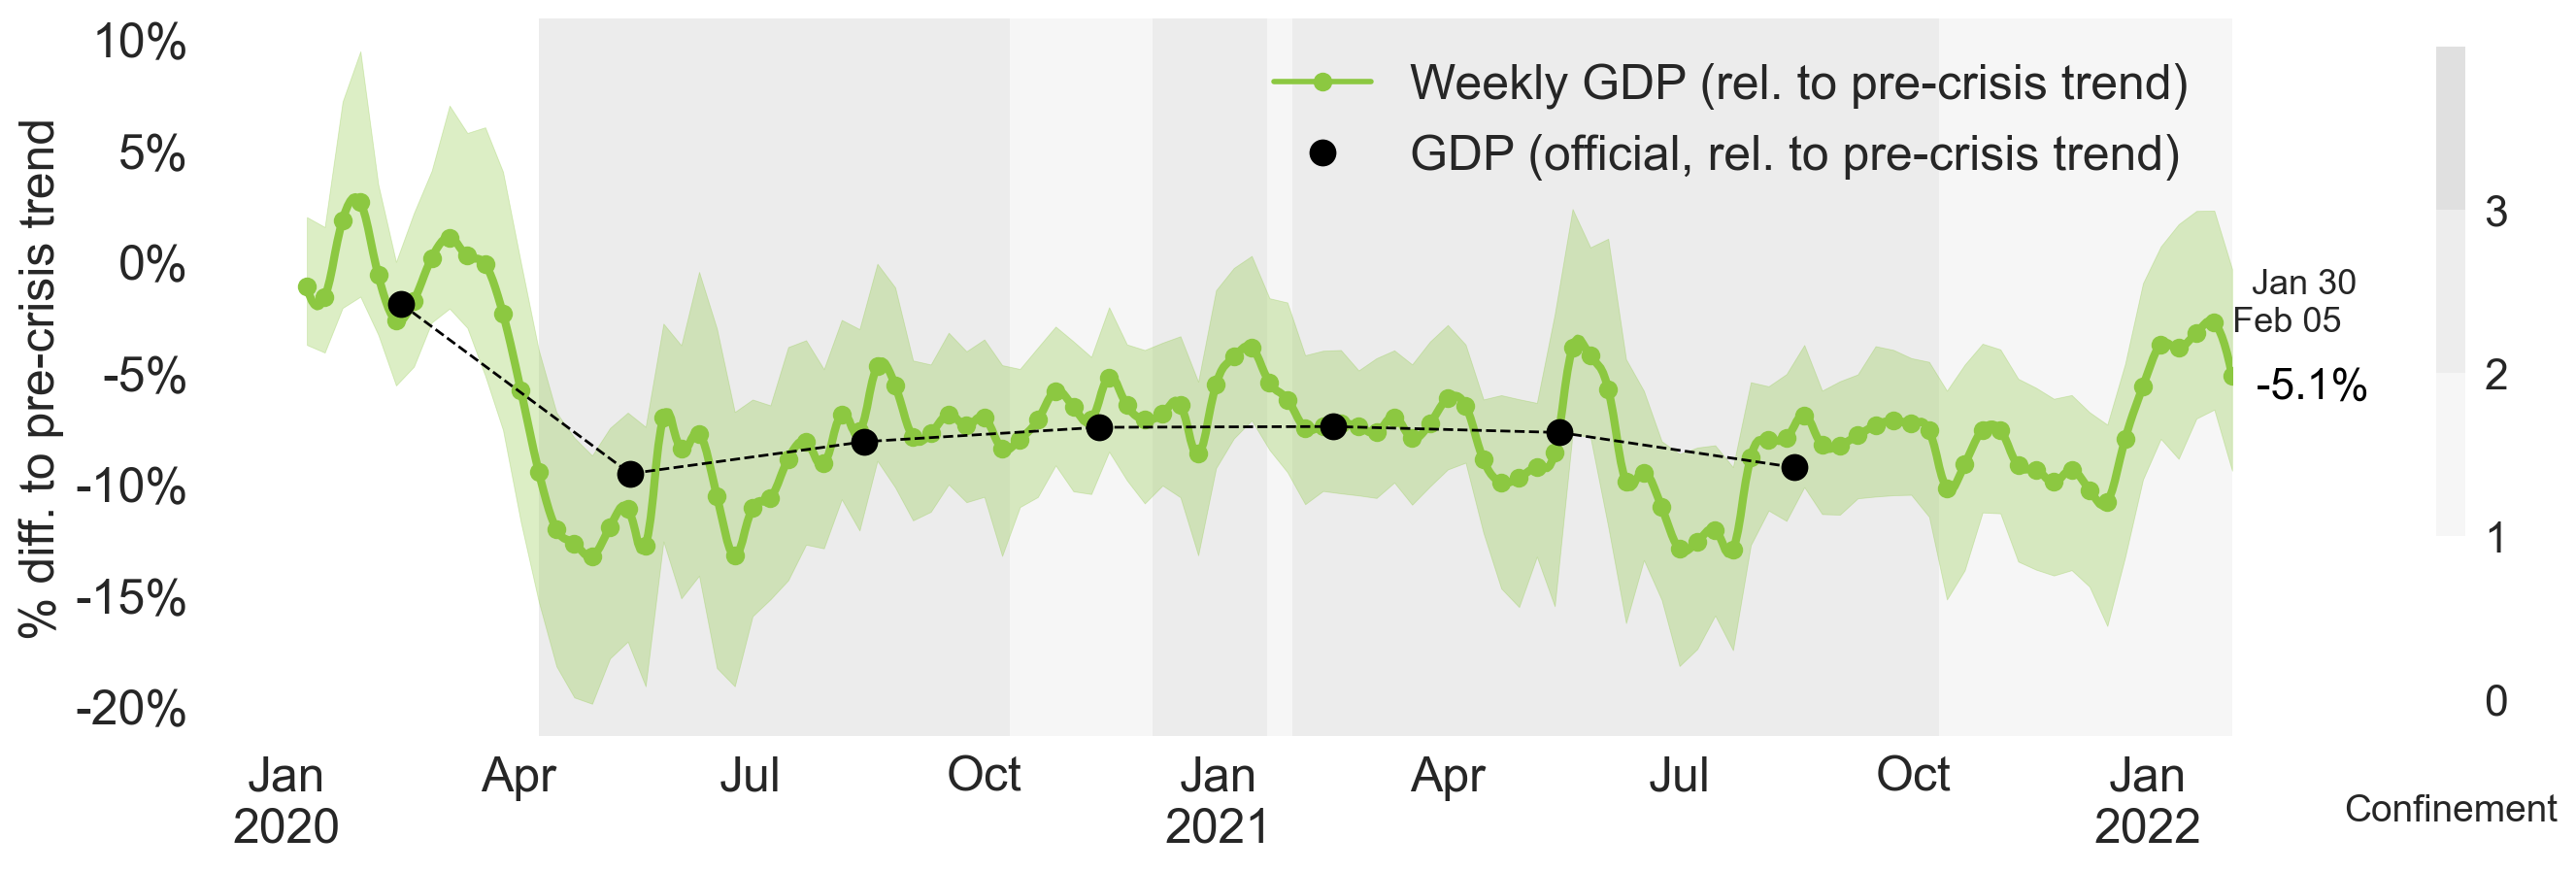 10%
5%
0%
-5%
-10%
-15%
-20%
% diff. to pre-crisis trend
Weekly GDP (rel. to pre-crisis trend)
GDP (official, rel. to pre-crisis trend)
Jan 30
Feb 05
-5.1%
3
2
1
0
Confinement
Jan Apr Jul Oct Jan Apr Jul Oct Jan
2020 2021 2022